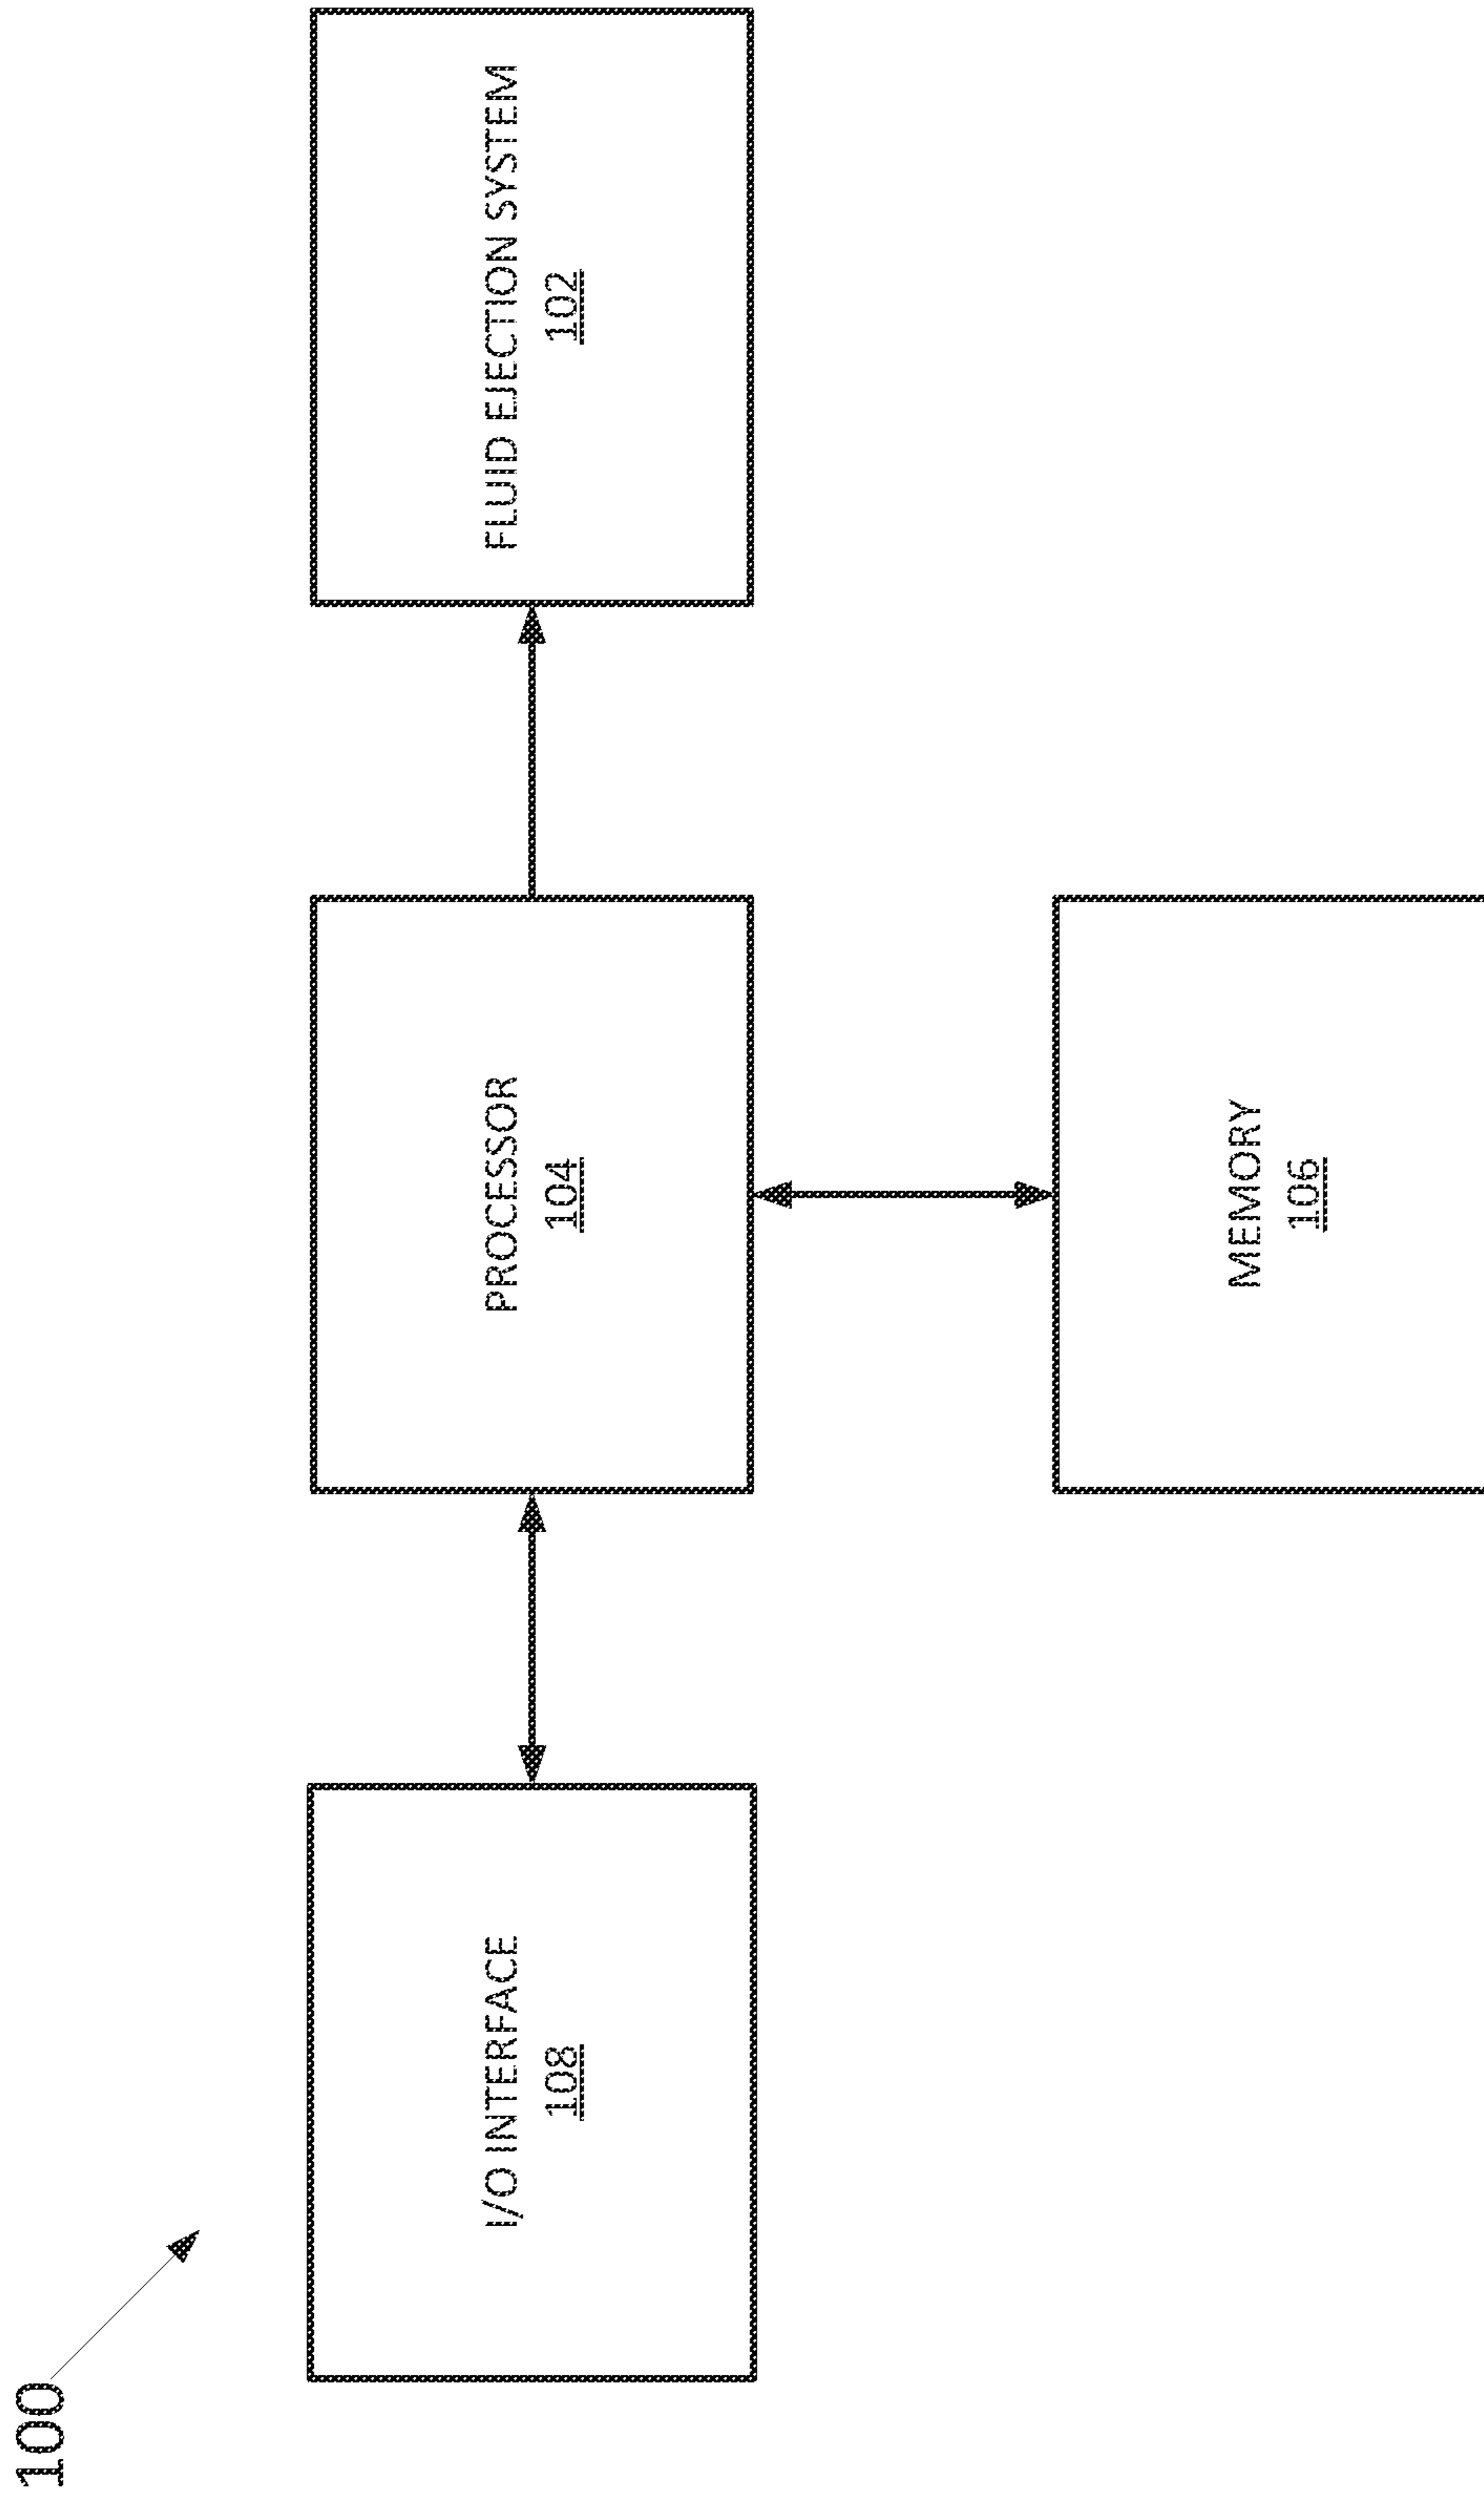 100
I/O INTERFACE
108
PROCESSOR
104
FLUID EJECTION SYSTEM
102
MEMORY
106